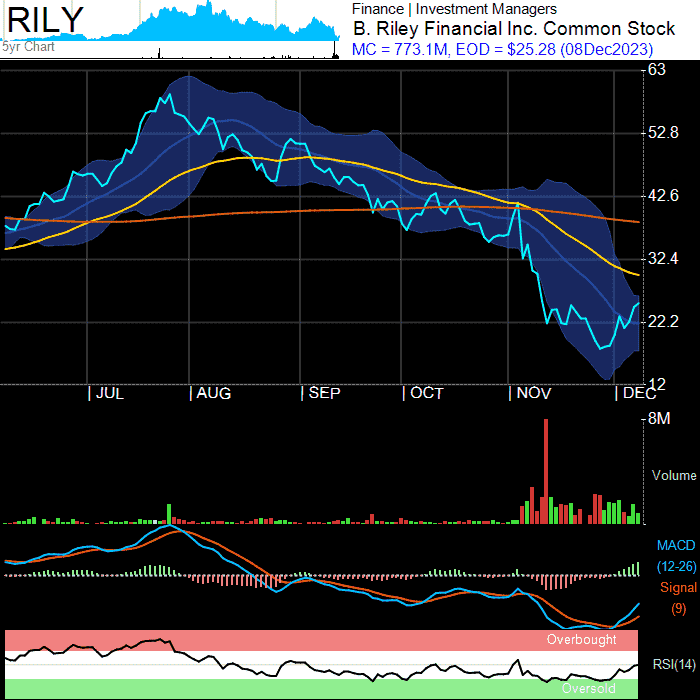 RILY
5yr Chart
Finance | Investment Managers
B. Riley Financial Inc. Common Stock
MC = 773.1M, EOD = $25.28 (08Dec2023)
63
52.8
42.6
32.4
22.2
12
| JUL | AUG | SEP | OCT | NOV | DEC
8M
Volume
MACD
(12-26)
Signal
(9)
Overbought
RSI(14)
Oversold